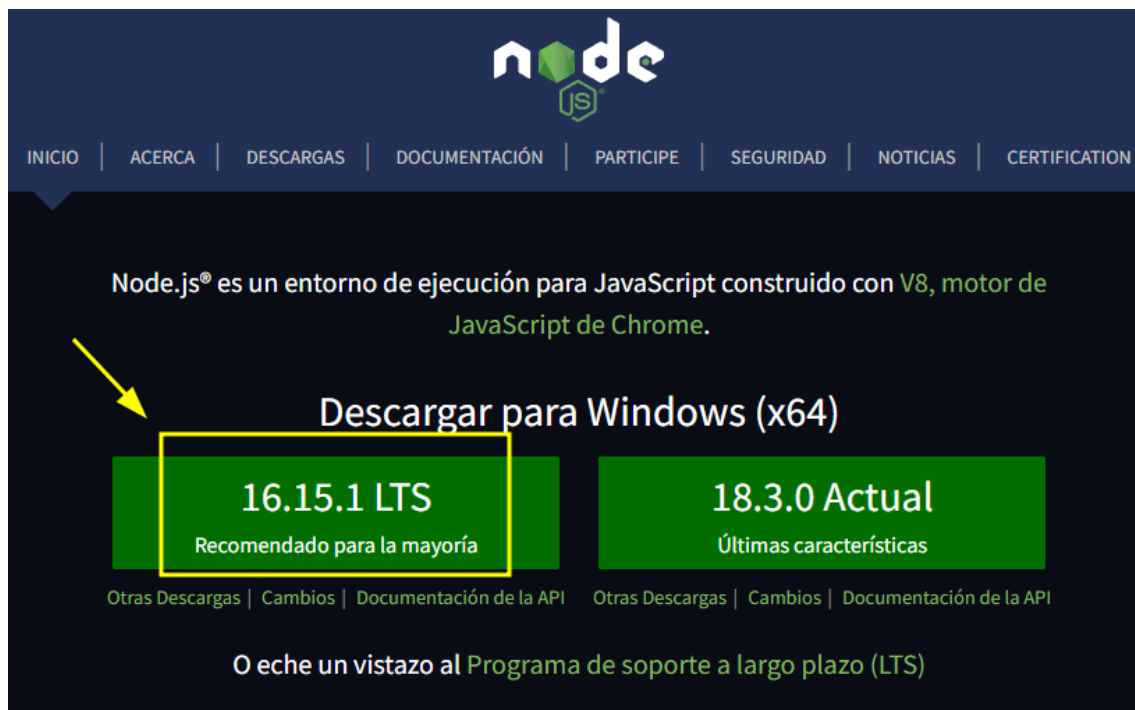 node
JS®
INICIO | ACERCA | DESCARGAS | DOCUMENTACIÓN | PARTICIPE | SEGURIDAD | NOTICIAS | CERTIFICATION
Node.js® es un entorno de ejecución para JavaScript construido con V8, motor de
JavaScript de Chrome.
Descargar para Windows (x64)
16.15.1 LTS
Recomendado para la mayoría
18.3.0 Actual
Últimas características
Otras Descargas | Cambios | Documentación de la API
Otras Descargas | Cambios | Documentación de la API
O eche un vistazo al Programa de soporte a largo plazo (LTS)